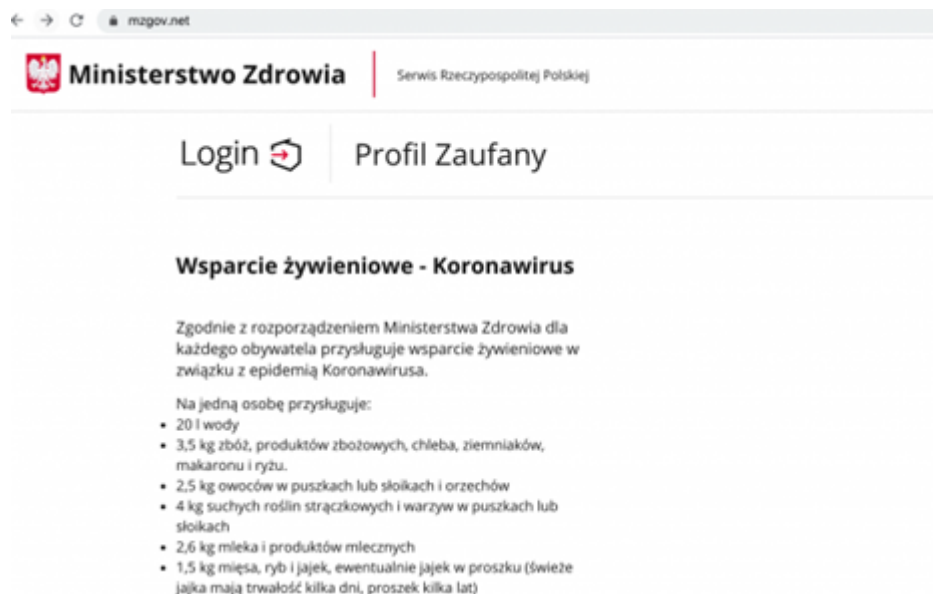 mzgov.net
Ministerstwo Zdrowia
Serwis Rzeczypospolitej Polskiej
Login
Profil Zaufany
Wsparcie żywieniowe - Koronawirus
Zgodnie z rozporządzeniem Ministerstwa Zdrowia dla
każdego obywatela przysługuje wsparcie żywieniowe w
związku z epidemią Koronawirusa.
Na jedną osobę przysługuje:
• 20 l wody
• 3,5 kg zbóż, produktów zbożowych, chleba, ziemniaków,
makaronu i ryżu.
• 2,5 kg owoców w puszkach lub słoikach i orzechów
• 4 kg suchych roślin strączkowych i warzyw w puszkach lub
słoikach
• 2,6 kg mleka i produktów mlecznych
• 1,5 kg mięsa, ryb i jajek, ewentualnie jajek w proszku (świeże
jajka mają trwałość kilka dni, proszek kilka lat)